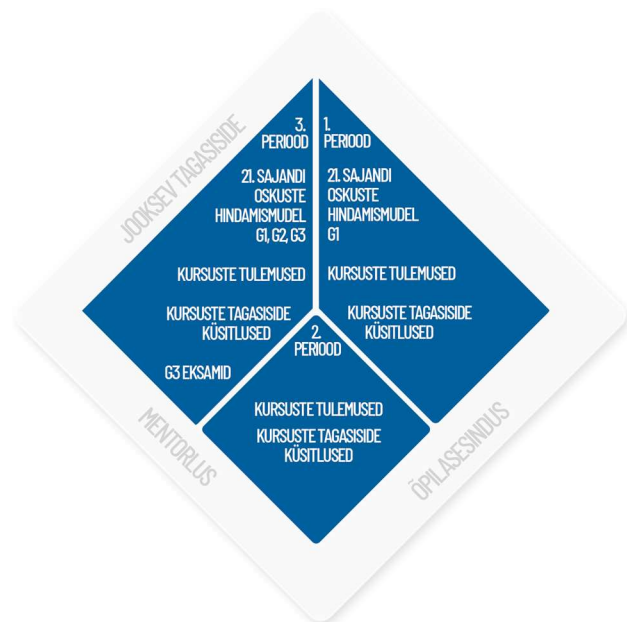 JOOKSEV TAGASISIDE
3.
PERIOOD
21. SAJANDI
OSKUSTE
HINDAMISMUDEL
G1, G2, G3
KURSUSTE TULEMUSED
KURSUSTE TAGASISIDE
KÜSITLUSED
G3 EKSAMID
1.
PERIOOD
21. SAJANDI
OSKUSTE
HINDAMISMUDEL
G1
KURSUSTE TULEMUSED
KURSUSTE TAGASISIDE
KÜSITLUSED
2.
PERIOOD
KURSUSTE TULEMUSED
KURSUSTE TAGASISIDE
KÜSITLUSED
MENTORLUS
ÕPILASESINDUS